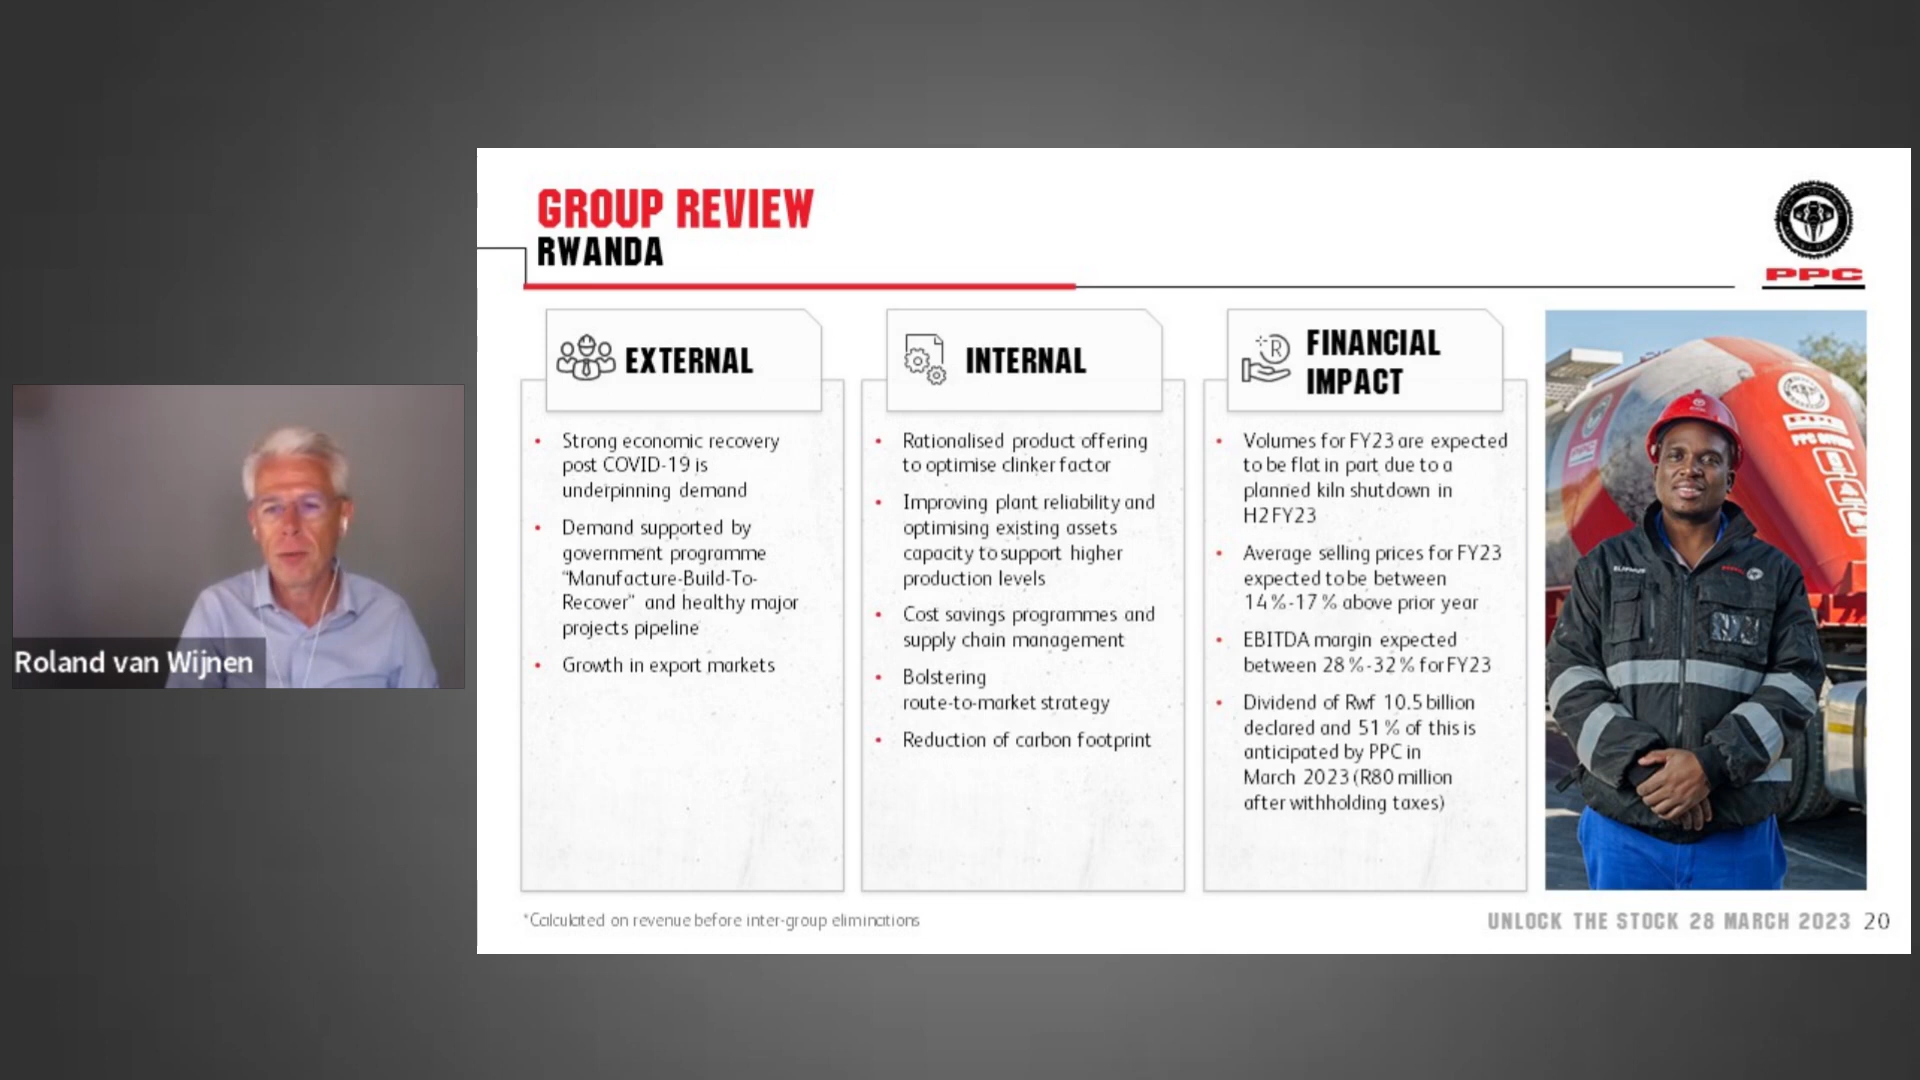 GROUP REVIEW
RWANDA
PPC
EXTERNAL
• Strong economic recovery
post COVID-19 is
underpinning demand
• Demand supported by
government programme
"Manufacture-Build-To-
Recover" and healthy major
projects pipeline
• Growth in export markets
INTERNAL
• Rationalised product offering
to optimise clinker factor
• Improving plant reliability and
optimising existing assets
capacity to support higher
production levels
• Cost savings programmes and
supply chain management
• Bolstering
route-to-market strategy
• Reduction of carbon footprint
R
FINANCIAL
IMPACT
• Volumes for FY23 are expected
to be flat in part due to a
planned kiln shutdown in
H2 FY23
• Average selling prices for FY23
expected to be between
14%-17% above prior year
• EBITDA margin expected
between 28%-32% for FY23
• Dividend of Rwf 10.5 billion
declared and 51% of this is
anticipated by PPC in
March 2023 (R80 million
after withholding taxes)
PPC
Roland van Wijnen
*Calculated on revenue before inter-group eliminations
UNLOCK THE STOCK 28 MARCH 2023 20